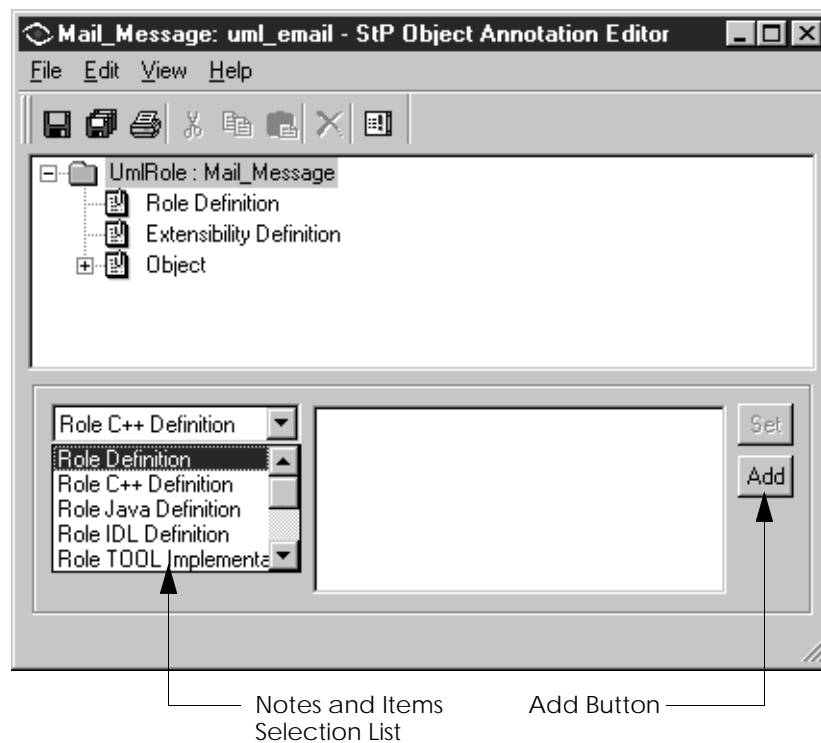 Mail_Message: uml_email - StP Object Annotation Editor
File Edit View Help
UmlRole : Mail_Message
Role Definition
Extensibility Definition
Object
Role C++ Definition
Set
Role Definition
Role C++ Definition
Add
Role Java Definition
Role IDL Definition
Role TOOL Implementa
Notes and Items
Selection List
Add Button